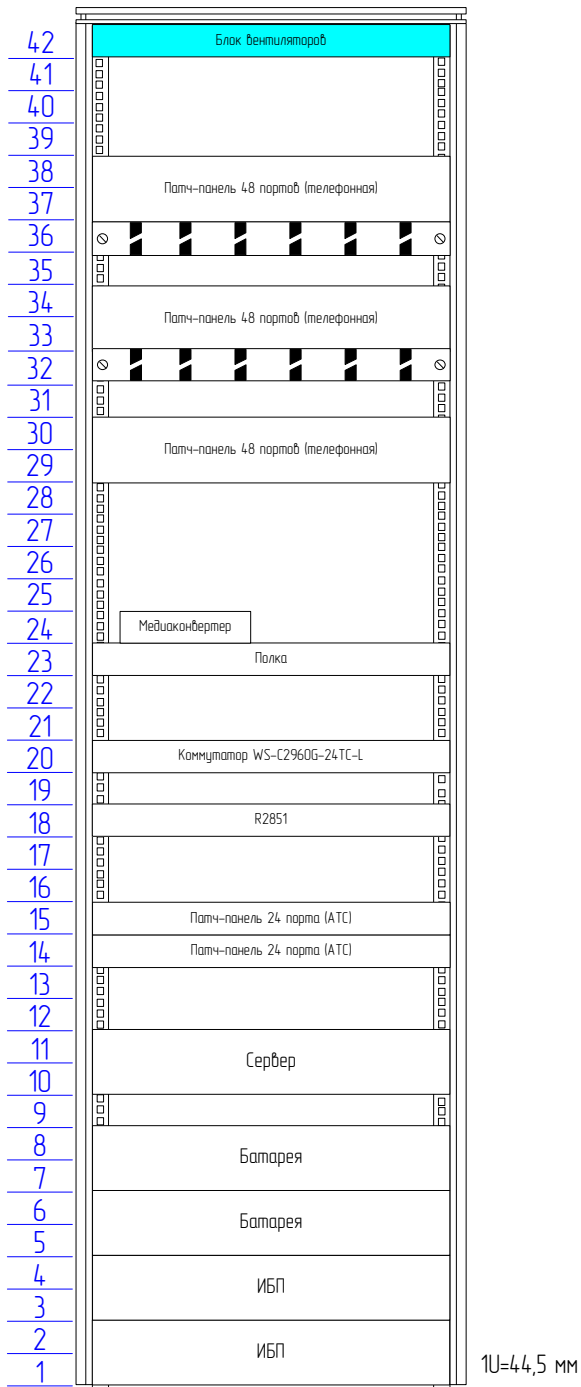 42 Блок вентиляторов
41
40
39
38
Патч-панель 48 портов (телефонная)
37
36
35
34
Патч-панель 48 портов (телефонная)
33
32
31
30
Патч-панель 48 портов (телефонная)
29
28
27
26
25
24 Медиаконвертер
23 Полка
22
21
20 Коммутатор WS-C2960G-24TC-L
19
18 R2851
17
16
15 Патч-панель 24 порта (АТС)
14 Патч-панель 24 порта (АТС)
13
12
11
Сервер
10
9
8
Батарея
7
6
Батарея
5
4
ИБП
3
2
ИБП
1
1U=44,5 мм